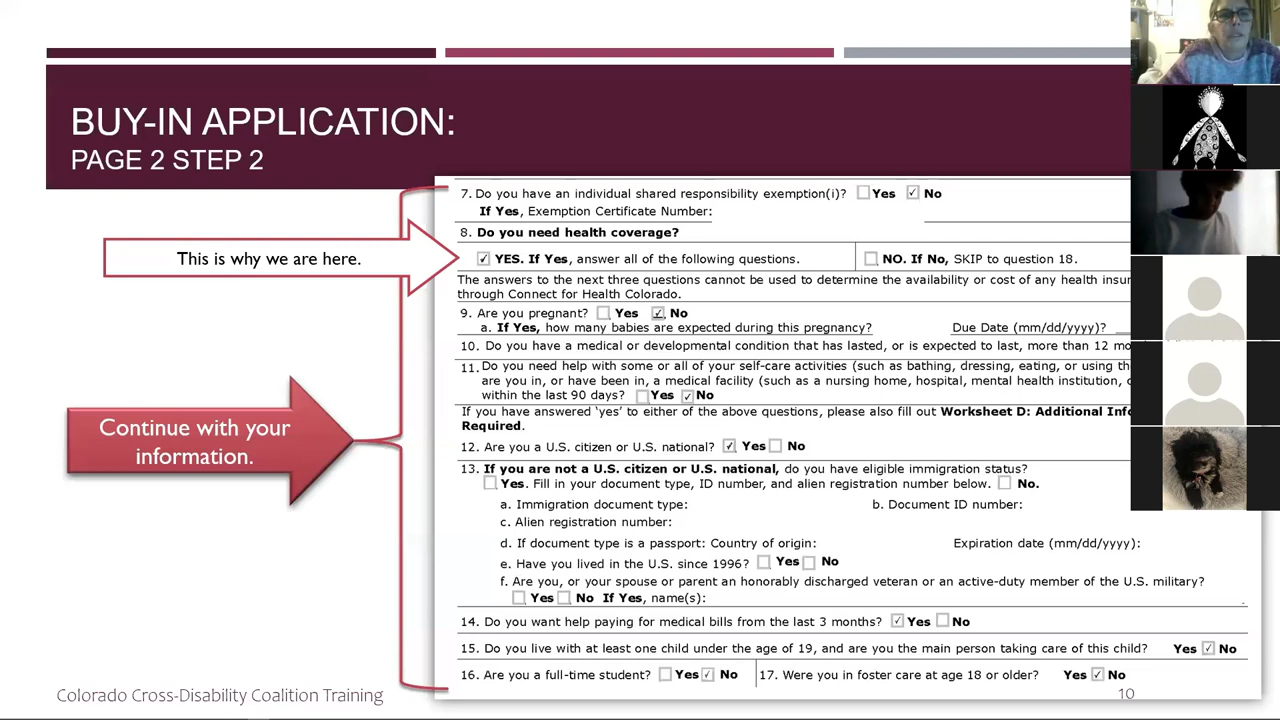 BUY-IN APPLICATION:
PAGE 2 STEP 2
This is why we are here.
Continue with your
information.
7. Do you have an individual shared responsibility exemption(i)? Yes ✓ No
If Yes, Exemption Certificate Number:
8. Do you need health coverage?
✓ YES. If Yes, answer all of the following questions. NO. If No, SKIP to question 18.
The answers to the next three questions cannot be used to determine the availability or cost of any health insur
through Connect for Health Colorado.
9. Are you pregnant? Yes ✓ No
a. If Yes, how many babies are expected during this pregnancy? Due Date (mm/dd/yyyy)?
10. Do you have a medical or developmental condition that has lasted, or is expected to last, more than 12 mo
11. Do you need help with some or all of your self-care activities (such as bathing, dressing, eating, or using th
are you in, or have been in, a medical facility (such as a nursing home, hospital, mental health institution,
within the last 90 days? Yes ✓ No
If you have answered 'yes' to either of the above questions, please also fill out Worksheet D: Additional Info
Required.
12. Are you a U.S. citizen or U.S. national? ✓ Yes No
13. If you are not a U.S. citizen or U.S. national, do you have eligible immigration status?
Yes. Fill in your document type, ID number, and alien registration number below. No.
a. Immigration document type: b. Document ID number:
c. Alien registration number:
d. If document type is a passport: Country of origin: Expiration date (mm/dd/yyyy):
e. Have you lived in the U.S. since 1996? Yes No
f. Are you, or your spouse or parent an honorably discharged veteran or an active-duty member of the U.S. military?
Yes No If Yes, name(s):
14. Do you want help paying for medical bills from the last 3 months? ✓ Yes No
15. Do you live with at least one child under the age of 19, and are you the main person taking care of this child? Yes ✓ No
16. Are you a full-time student? Yes ✓ No 17. Were you in foster care at age 18 or older? Yes ✓ No
Colorado Cross-Disability Coalition Training
10